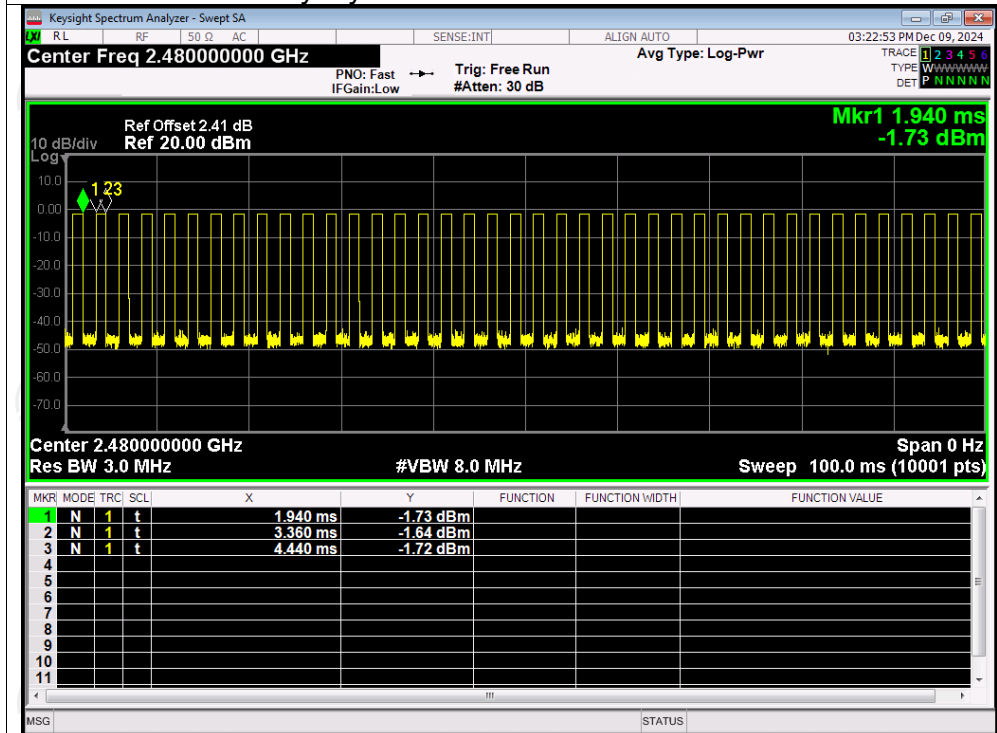 Keysight Spectrum Analyzer - Swept SA
LXI RL RF 50 Ω AC SENSE:INT ALIGN AUTO 03:22:53 PM Dec 09, 2024
Center Freq 2.480000000 GHz Avg Type: Log-Pwr TRACE 1 2 3 4 5 6
PNO: Fast Trig: Free Run TYPE WWWWWW
IFGain:Low #Atten: 30 dB DET P N N N N N
Ref Offset 2.41 dB Mkr1 1.940 ms
10 dB/div Ref 20.00 dBm -1.73 dBm
Log
10.0
1 2 3
0.00
-10.0
-20.0
-30.0
-40.0
-50.0
-60.0
-70.0
Center 2.480000000 GHz Span 0 Hz
Res BW 3.0 MHz #VBW 8.0 MHz Sweep 100.0 ms (10001 pts)
MKR MODE TRC SCL X Y FUNCTION FUNCTION WIDTH FUNCTION VALUE
1 N 1 t 1.940 ms -1.73 dBm
2 N 1 t 3.360 ms -1.64 dBm
3 N 1 t 4.440 ms -1.72 dBm
4
5
6
7
8
9
10
11
MSG STATUS